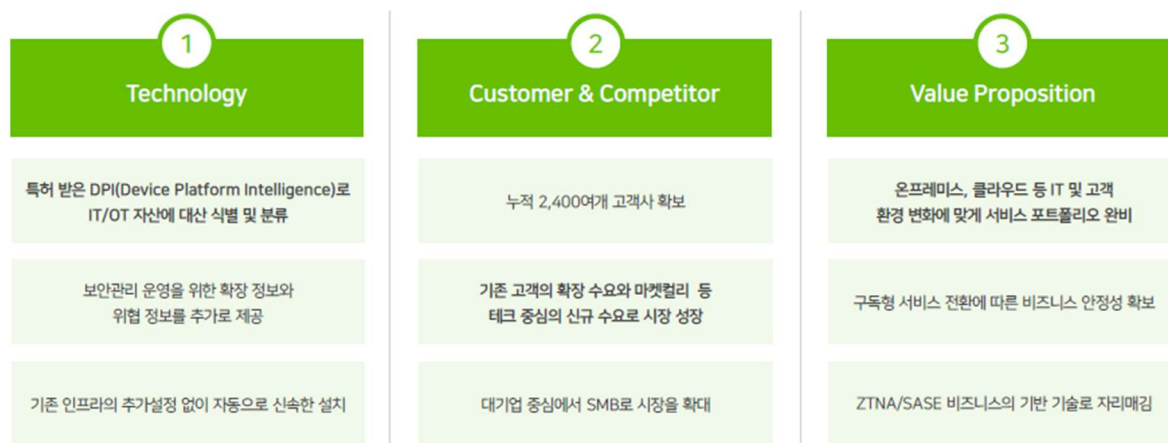 1
Technology
특허 받은 DPI(Device Platform Intelligence)로
IT/OT 자산에 대산 식별 및 분류
보안관리 운영을 위한 확장 정보와
위협 정보를 추가로 제공
기존 인프라의 추가설정 없이 자동으로 신속한 설치
2
Customer & Competitor
누적 2,400여개 고객사 확보
기존 고객의 확장 수요와 마켓컬리 등
테크 중심의 신규 수요로 시장 성장
대기업 중심에서 SMB로 시장을 확대
3
Value Proposition
온프레미스, 클라우드 등 IT 및 고객
환경 변화에 맞게 서비스 포트폴리오 완비
구독형 서비스 전환에 따른 비즈니스 안정성 확보
ZTNA/SASE 비즈니스의 기반 기술로 자리매김